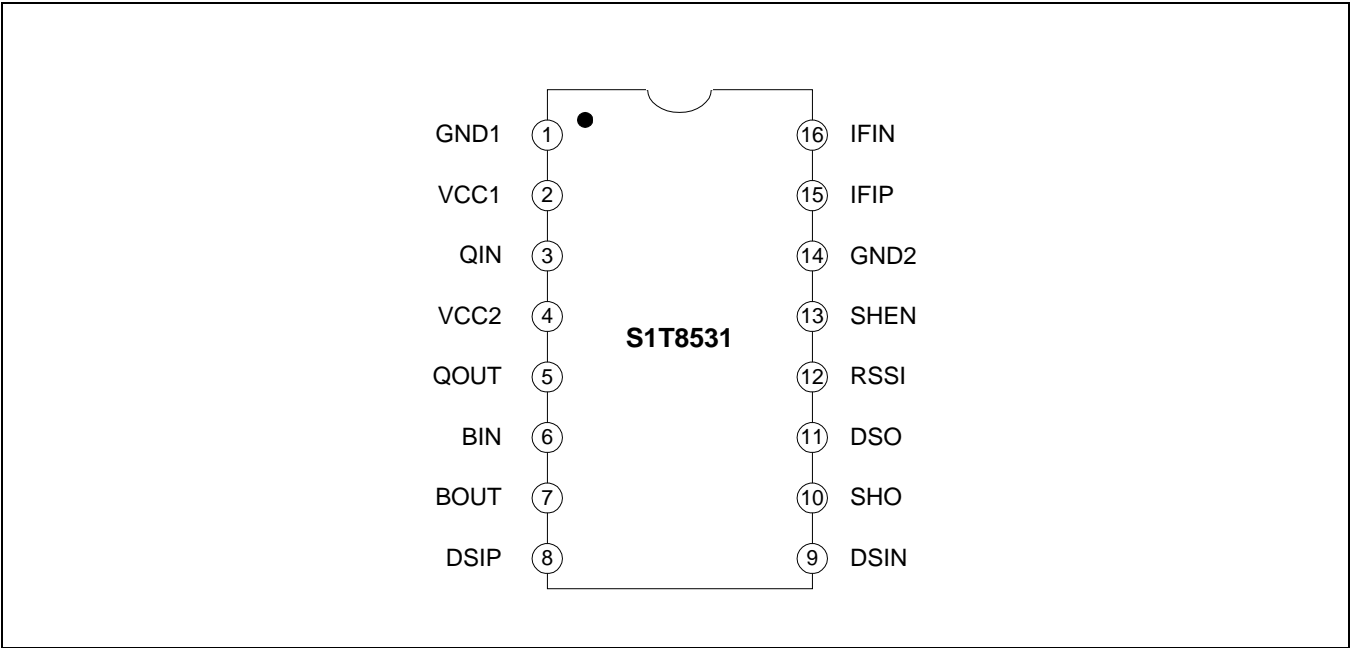 GND1 1 16 IFIN
VCC1 2 15 IFIP
QIN 3 14 GND2
VCC2 4 13 SHEN
S1T8531
QOUT 5 12 RSSI
BIN 6 11 DSO
BOUT 7 10 SHO
DSIP 8 9 DSIN